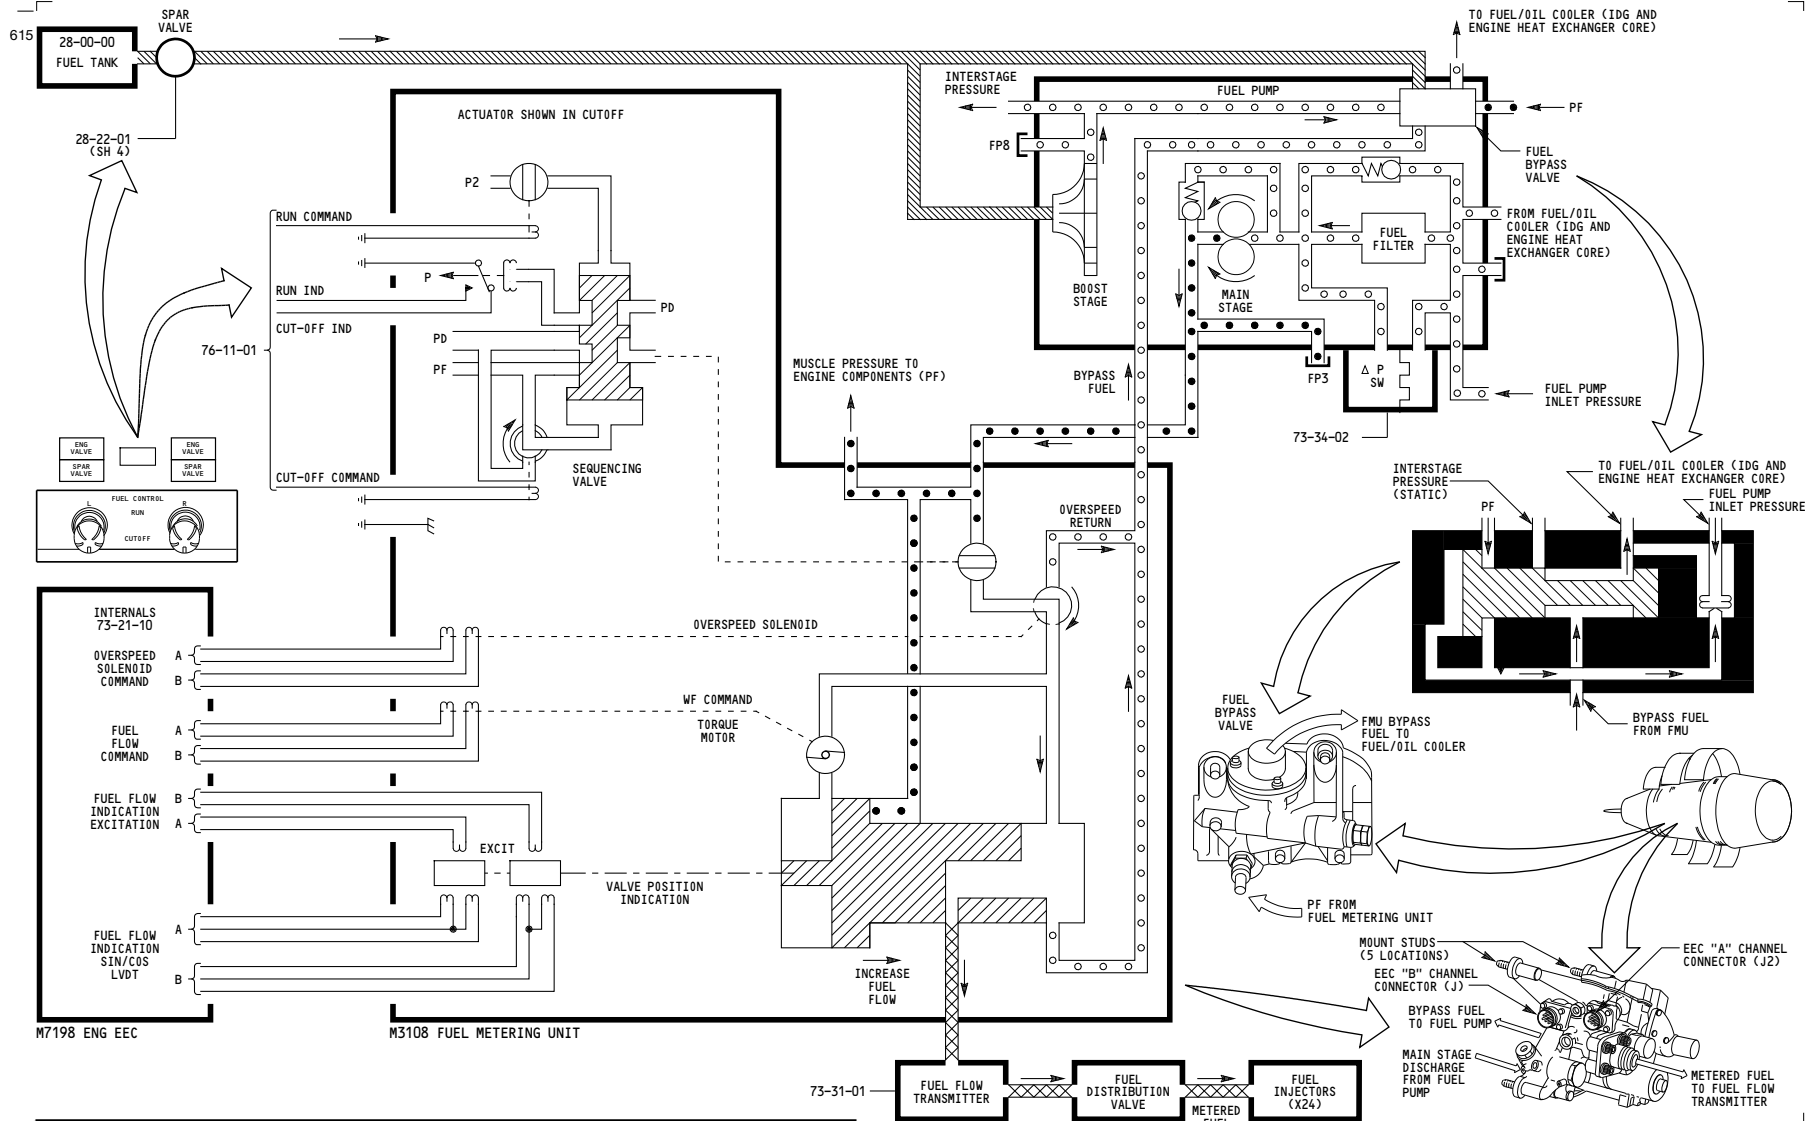 615
28-00-00
FUEL TANK
SPAR
VALVE
28-22-01
(SH 4)
ACTUATOR SHOWN IN CUTOFF
P2
RUN COMMAND
P
RUN IND
CUT-OFF IND
76-11-01
PD
PD
PF
CUT-OFF COMMAND
SEQUENCING
VALVE
ENG
VALVE
SPAR
VALVE
ENG
VALVE
SPAR
VALVE
FUEL CONTROL
L
R
RUN
CUTOFF
INTERSTAGE
PRESSURE
FUEL PUMP
TO FUEL/OIL COOLER (IDG AND
ENGINE HEAT EXCHANGER CORE)
PF
FP8
FUEL
BYPASS
VALVE
BOOST
STAGE
MAIN
STAGE
FUEL
FILTER
FROM FUEL/OIL
COOLER (IDG AND
ENGINE HEAT
EXCHANGER CORE)
MUSCLE PRESSURE TO
ENGINE COMPONENTS (PF)
BYPASS
FUEL
FP3
Δ P
SW
FUEL PUMP
INLET PRESSURE
73-34-02
INTERSTAGE
PRESSURE
(STATIC)
PF
TO FUEL/OIL COOLER (IDG AND
ENGINE HEAT EXCHANGER CORE)
FUEL PUMP
INLET PRESSURE
OVERSPEED
RETURN
INTERNALS
73-21-10
OVERSPEED
SOLENOID
COMMAND
A
B
OVERSPEED SOLENOID
FUEL
FLOW
COMMAND
A
B
WF COMMAND
TORQUE
MOTOR
FUEL FLOW
INDICATION
EXCITATION
B
A
EXCIT
VALVE POSITION
INDICATION
FUEL FLOW
INDICATION
SIN/COS
LVDT
A
B
INCREASE
FUEL
FLOW
M7198 ENG EEC
M3108 FUEL METERING UNIT
FUEL
BYPASS
VALVE
FMU BYPASS
FUEL TO
FUEL/OIL COOLER
BYPASS FUEL
FROM FMU
PF FROM
FUEL METERING UNIT
MOUNT STUDS
(5 LOCATIONS)
EEC "A" CHANNEL
CONNECTOR (J2)
EEC "B" CHANNEL
CONNECTOR (J)
BYPASS FUEL
TO FUEL PUMP
MAIN STAGE
DISCHARGE
FROM FUEL
PUMP
METERED FUEL
TO FUEL FLOW
TRANSMITTER
73-31-01
FUEL FLOW
TRANSMITTER
FUEL
DISTRIBUTION
VALVE
FUEL
INJECTORS
(X24)
METERED
FUEL